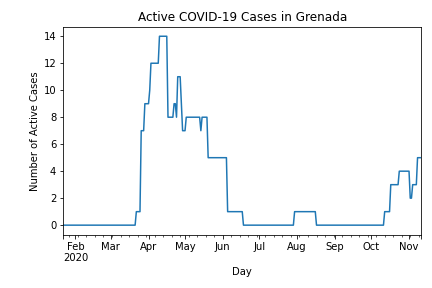 Active COVID-19 Cases in Grenada
Number of Active Cases
14
12
10
8
6
4
2
0
Feb Mar Apr May Jun Jul Aug Sep Oct Nov
2020
Day